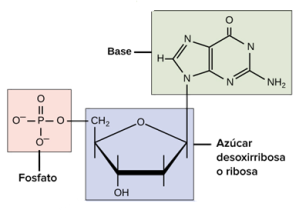 O
N
N
Base
H
N
N
NH₂
O
O⁻ P O
O⁻
CH₂
O
Fosfato
OH
Azúcar
desoxirribosa
o ribosa